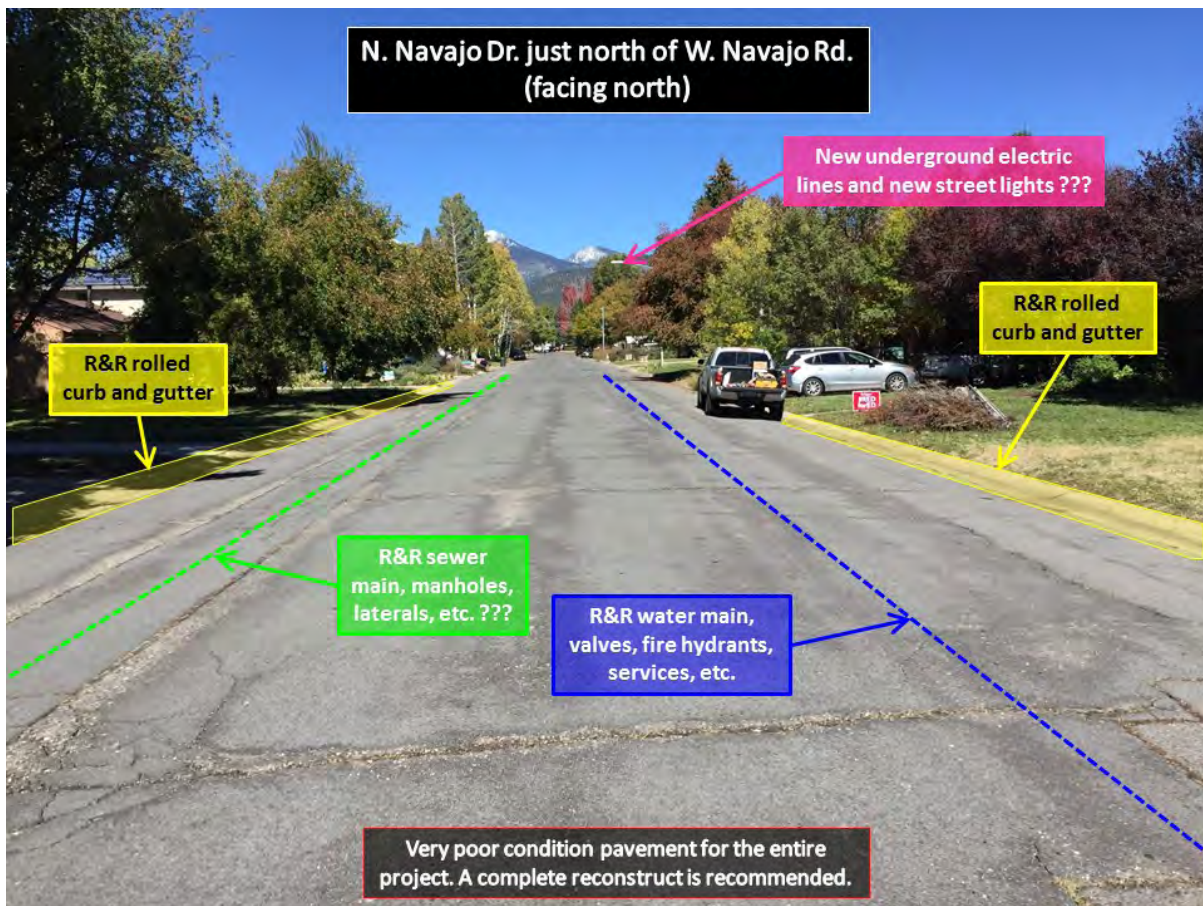 N. Navajo Dr. just north of W. Navajo Rd.
(facing north)
New underground electric
lines and new street lights ???
R&R rolled
curb and gutter
R&R rolled
curb and gutter
R&R sewer
main, manholes,
laterals, etc. ???
R&R water main,
valves, fire hydrants,
services, etc.
Very poor condition pavement for the entire
project. A complete reconstruct is recommended.